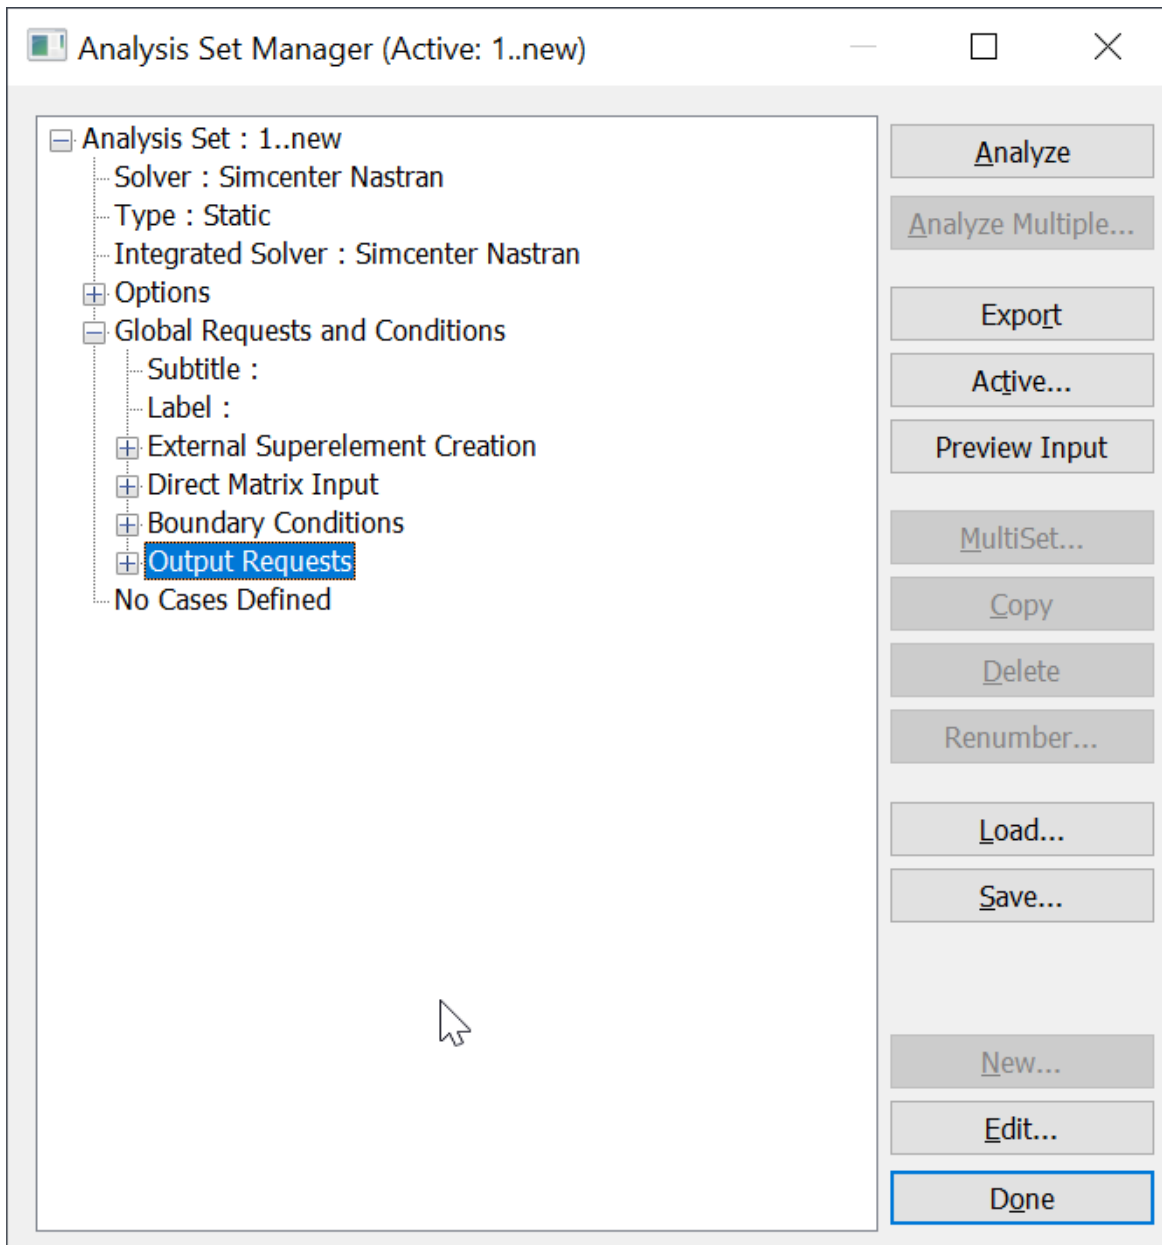 Analysis Set Manager (Active: 1..new)
Analysis Set : 1..new
Solver : Simcenter Nastran
Type : Static
Integrated Solver : Simcenter Nastran
Options
Global Requests and Conditions
Subtitle :
Label :
External Superelement Creation
Direct Matrix Input
Boundary Conditions
Output Requests
No Cases Defined
Analyze
Analyze Multiple...
Export
Active...
Preview Input
MultiSet...
Copy
Delete
Renumber...
Load...
Save...
New...
Edit...
Done